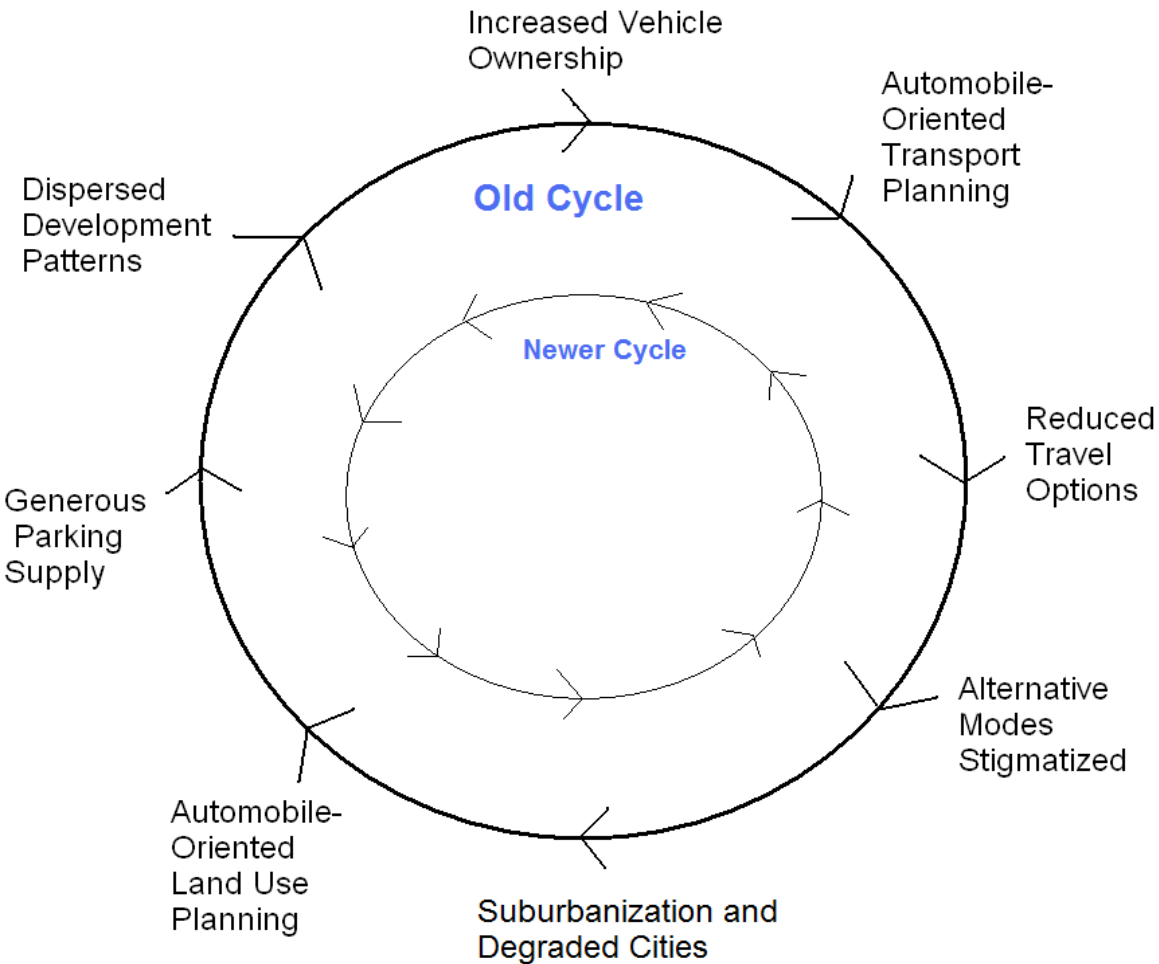 Increased Vehicle
Ownership
Automobile-
Oriented
Transport
Planning
Old Cycle
Dispersed
Development
Patterns
Newer Cycle
Reduced
Travel
Options
Generous
Parking
Supply
Alternative
Modes
Stigmatized
Automobile-
Oriented
Land Use
Planning
Suburbanization and
Degraded Cities